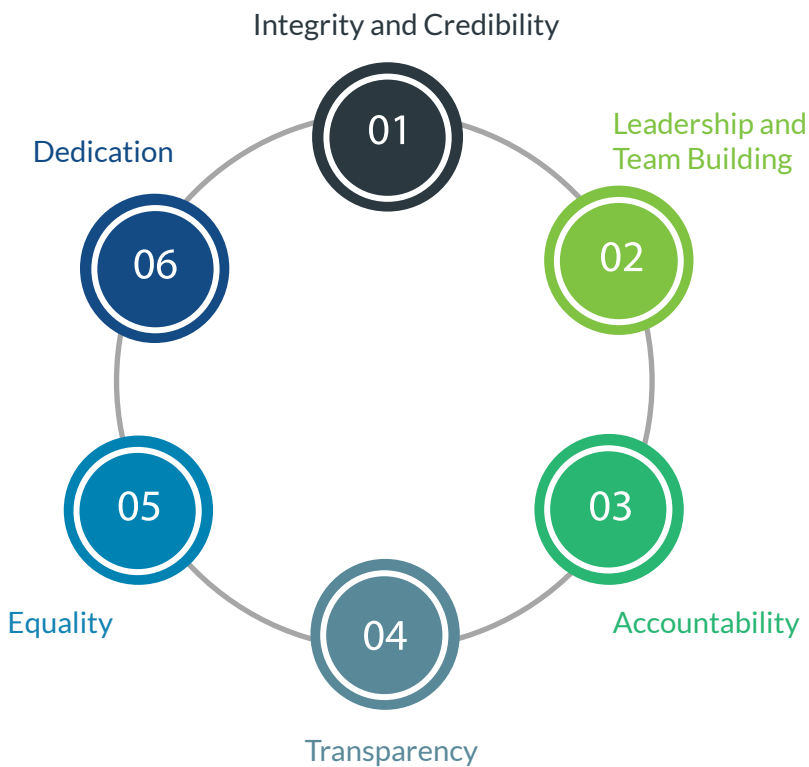 Integrity and Credibility
01
Leadership and
Team Building
02
03
Accountability
04
Transparency
05
Equality
Dedication
06